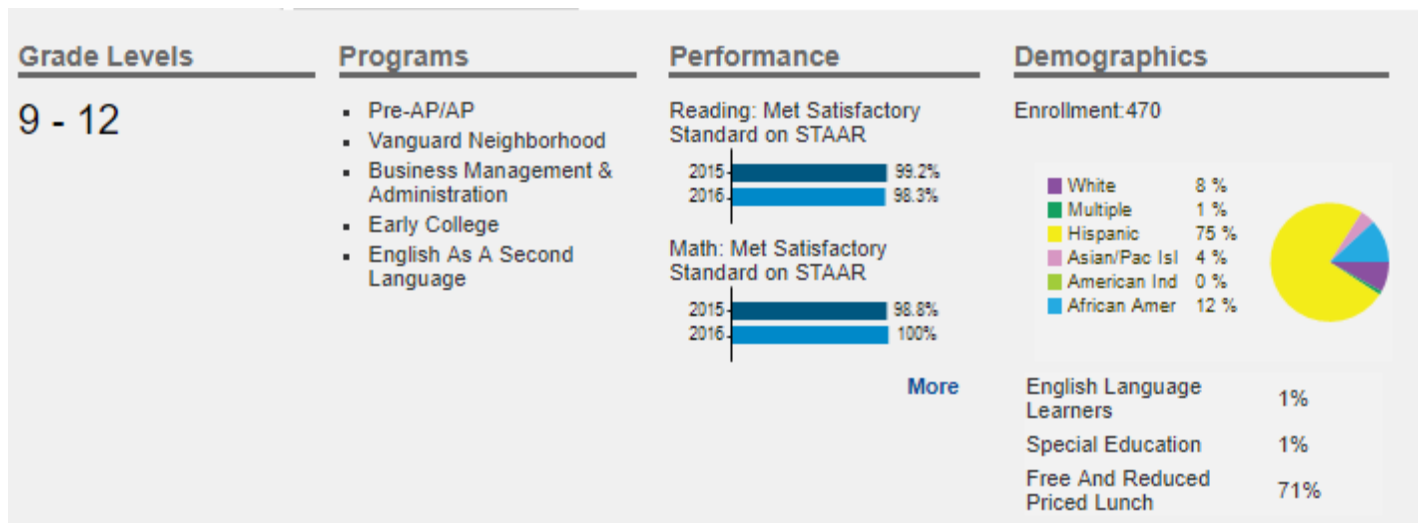 Grade Levels
9 - 12
Programs
Pre-AP/AP
Vanguard Neighborhood
Business Management &
Administration
Early College
English As A Second
Language
Performance
Reading: Met Satisfactory
Standard on STAAR
2015 99.2%
2016 98.3%
Math: Met Satisfactory
Standard on STAAR
2015 98.8%
2016 100%
More
Demographics
Enrollment:470
White 8 %
Multiple 1 %
Hispanic 75 %
Asian/Pac Isl 4 %
American Ind 0 %
African Amer 12 %
English Language
Learners 1%
Special Education 1%
Free And Reduced
Priced Lunch 71%